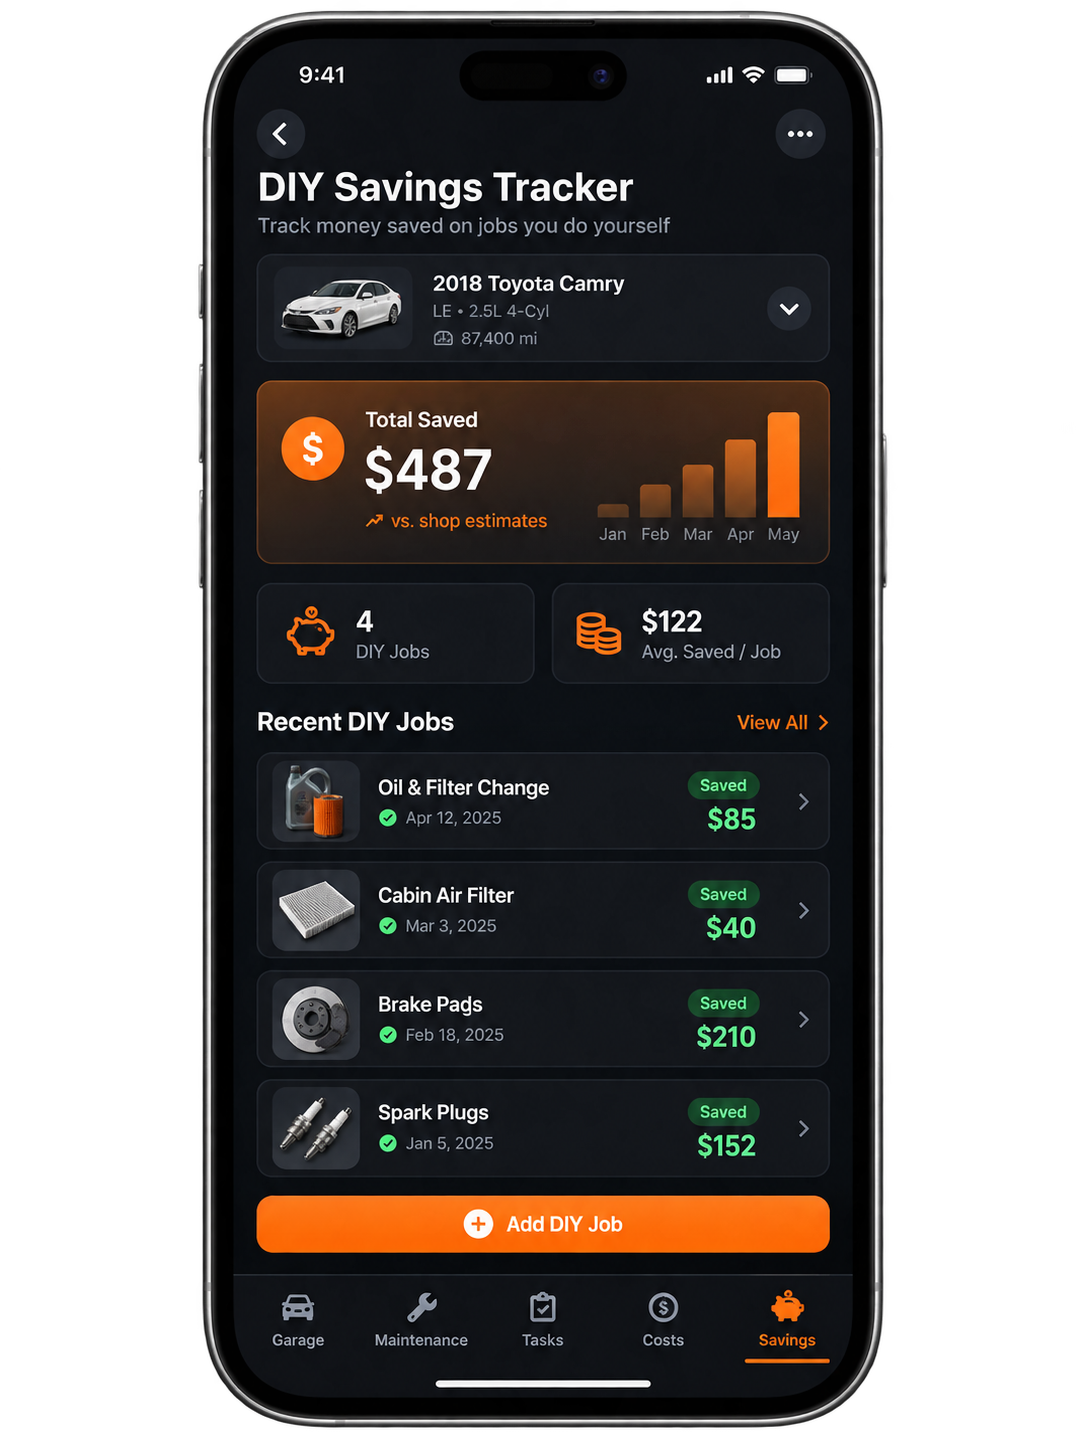 9:41
DIY Savings Tracker
Track money saved on jobs you do yourself
2018 Toyota Camry
LE • 2.5L 4-Cyl
87,400 mi
Total Saved
$487
vs. shop estimates
Jan Feb Mar Apr May
4
DIY Jobs
$122
Avg. Saved / Job
Recent DIY Jobs
View All
Oil & Filter Change
Apr 12, 2025
Saved
$85
Cabin Air Filter
Mar 3, 2025
Saved
$40
Brake Pads
Feb 18, 2025
Saved
$210
Spark Plugs
Jan 5, 2025
Saved
$152
Add DIY Job
Garage
Maintenance
Tasks
Costs
Savings